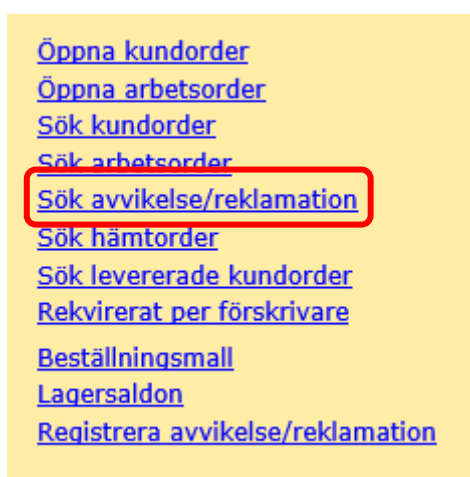 Öppna kundorder
Öppna arbetsorder
Sök kundorder
Sök arbetsorder
Sök avvikelse/reklamation
Sök hämtorder
Sök levererade kundorder
Rekvirerat per förskrivare
Beställningsmall
Lagersaldon
Registrera avvikelse/reklamation